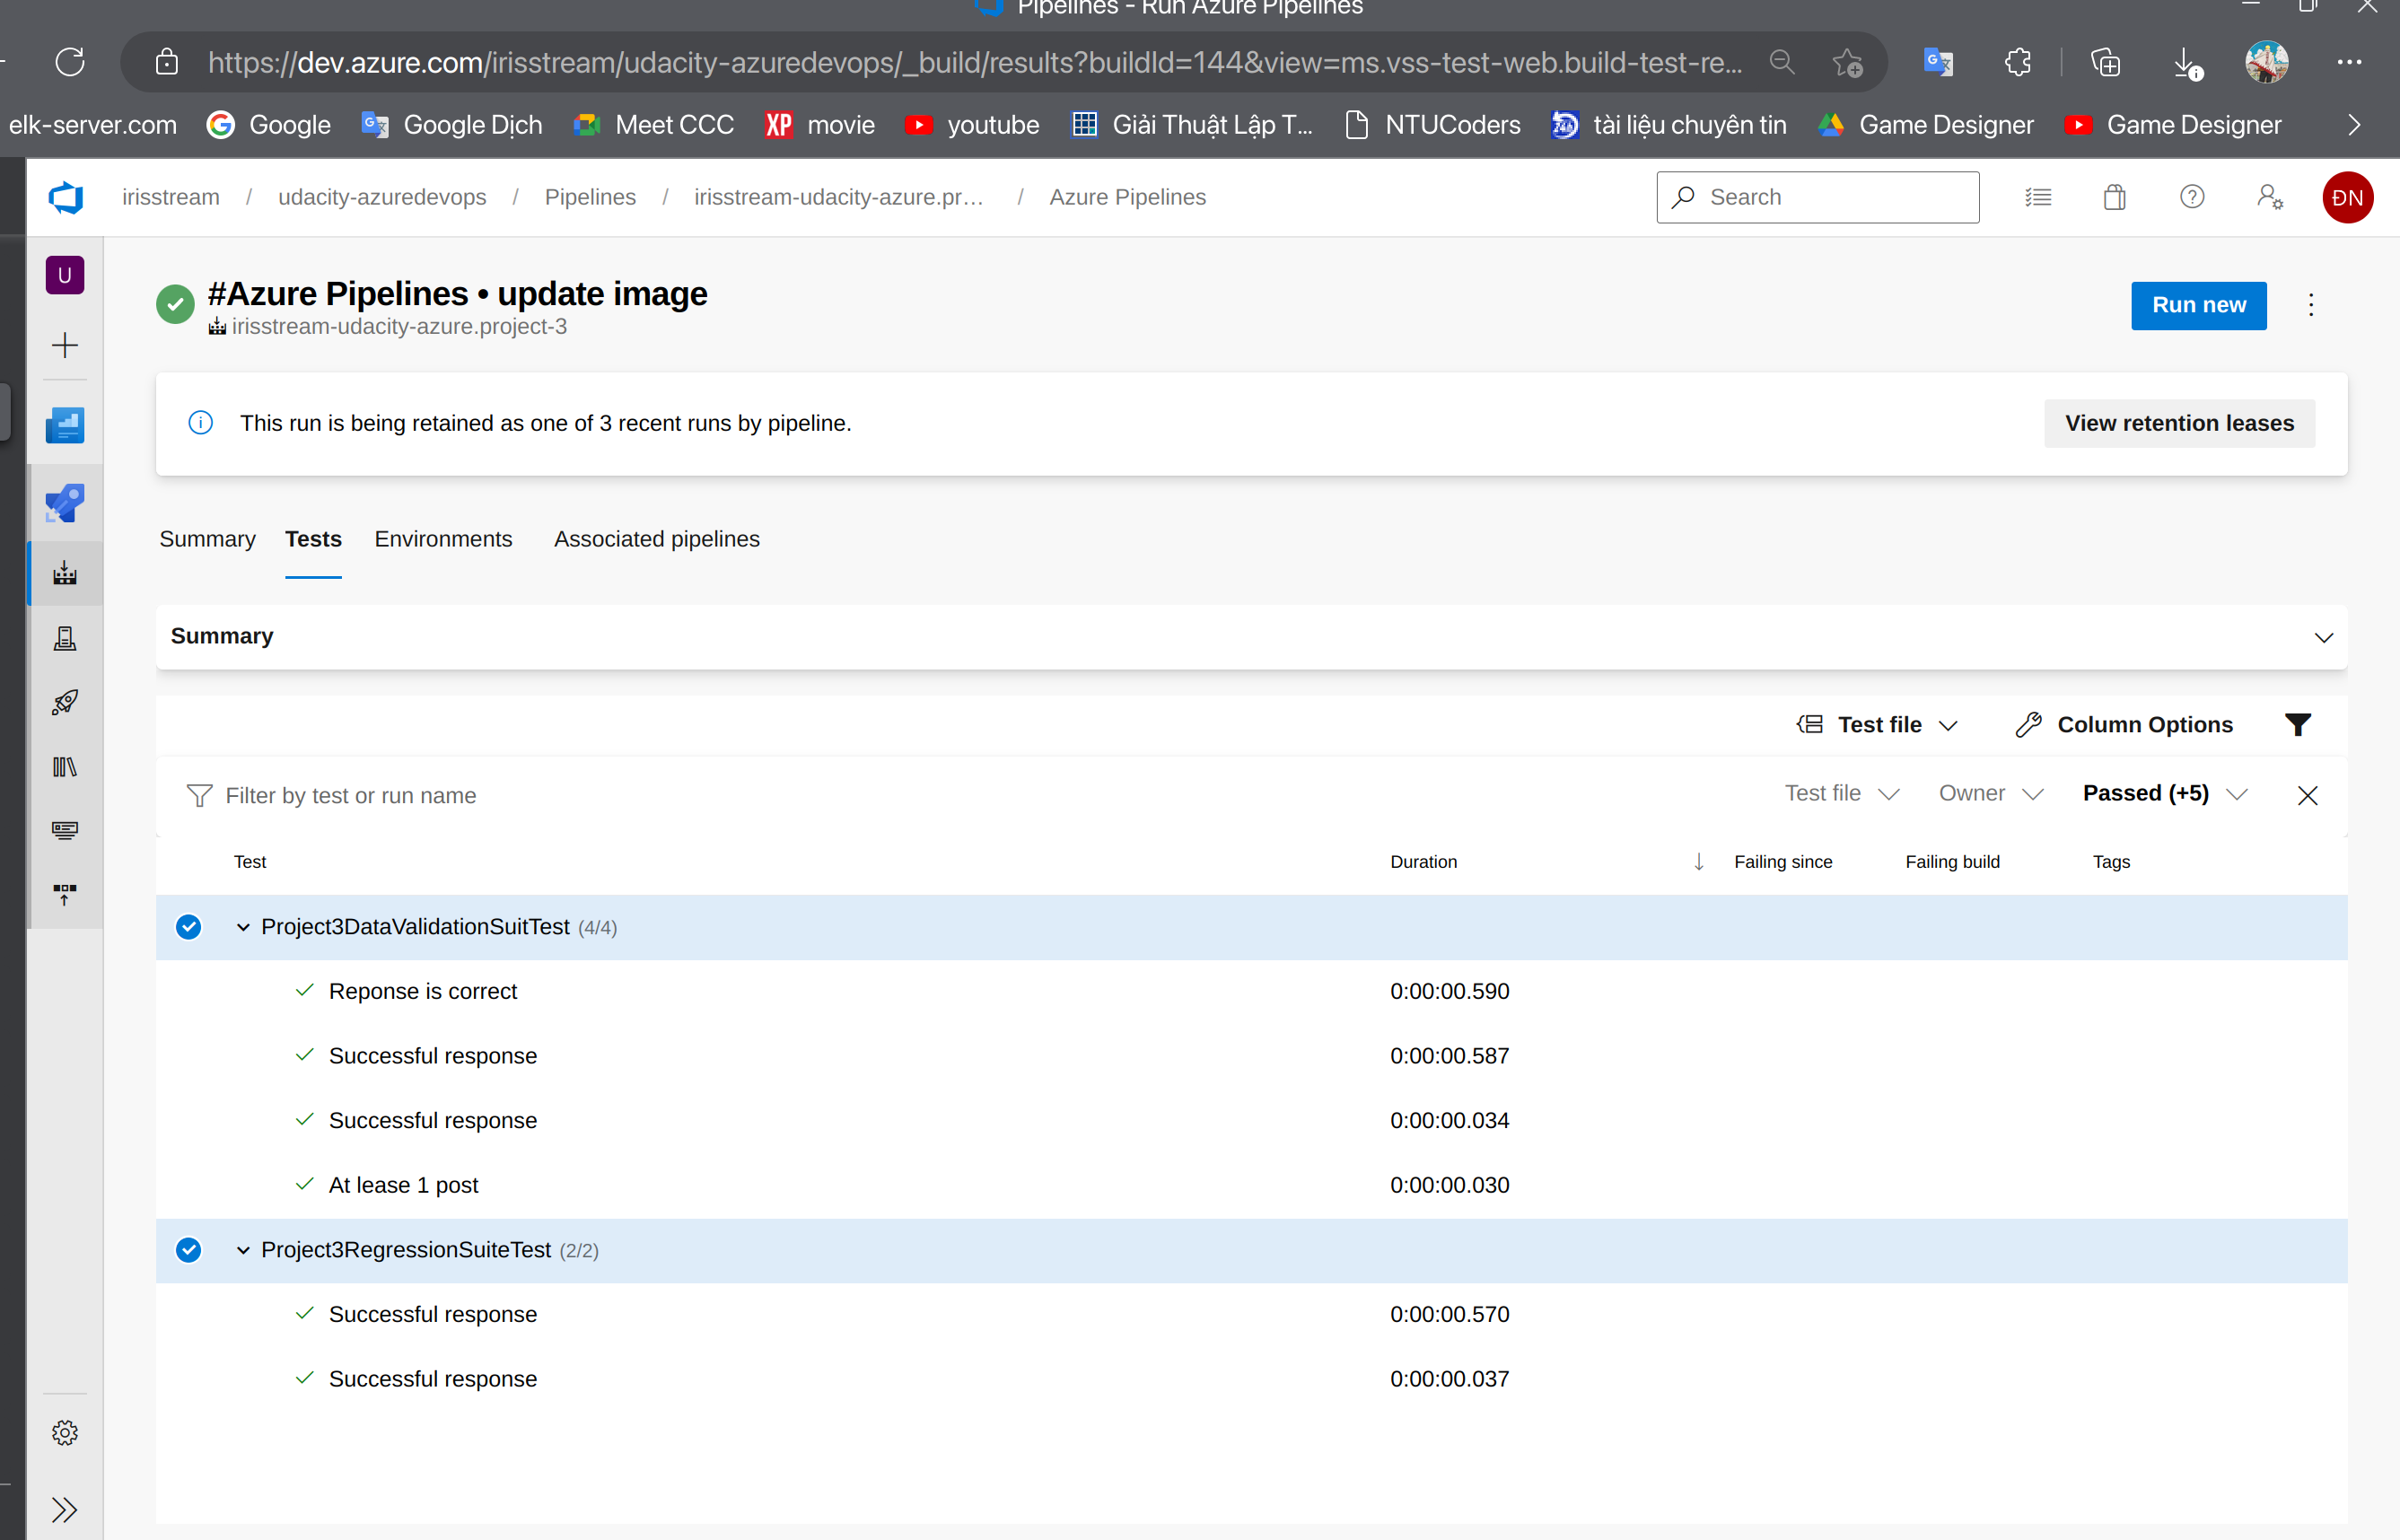 Pipelines - Run Azure Pipelines
https://dev.azure.com/irisstream/udacity-azuredevops/_build/results?buildId=144&view=ms.vss-test-web.build-test-re...
elk-server.com Google Google Dịch Meet CCC XP movie youtube Giải Thuật Lập T... NTUCoders tài liệu chuyên tin Game Designer Game Designer
irisstream / udacity-azuredevops / Pipelines / irisstream-udacity-azure.pr... / Azure Pipelines Search ĐN
U
#Azure Pipelines • update image
irisstream-udacity-azure.project-3
Run new
This run is being retained as one of 3 recent runs by pipeline.
View retention leases
Summary Tests Environments Associated pipelines
Summary
Test file Column Options
Filter by test or run name Test file Owner Passed (+5)
Test Duration Failing since Failing build Tags
Project3DataValidationSuitTest (4/4)
Reponse is correct 0:00:00.590
Successful response 0:00:00.587
Successful response 0:00:00.034
At lease 1 post 0:00:00.030
Project3RegressionSuiteTest (2/2)
Successful response 0:00:00.570
Successful response 0:00:00.037